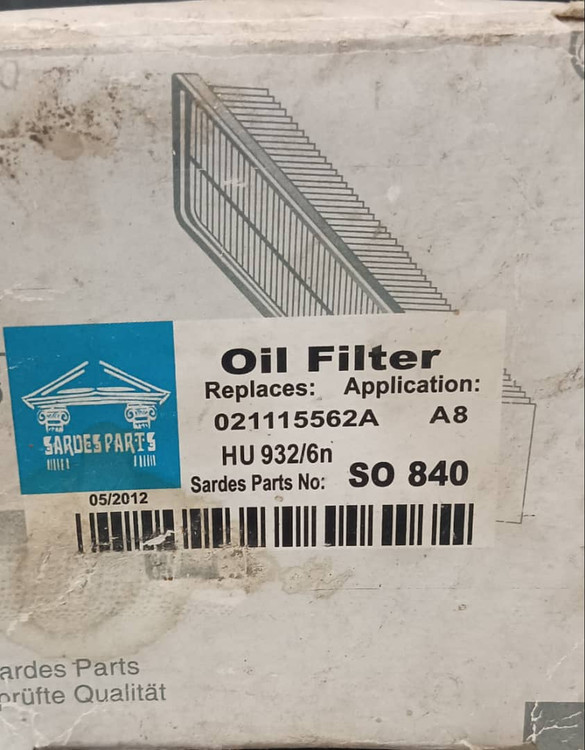 Oil Filter
Replaces: Application:
021115562A A8
HU 932/6n
Sardes Parts No: SO 840
SARDES PARTS
05/2012
ardes Parts
prüfte Qualität